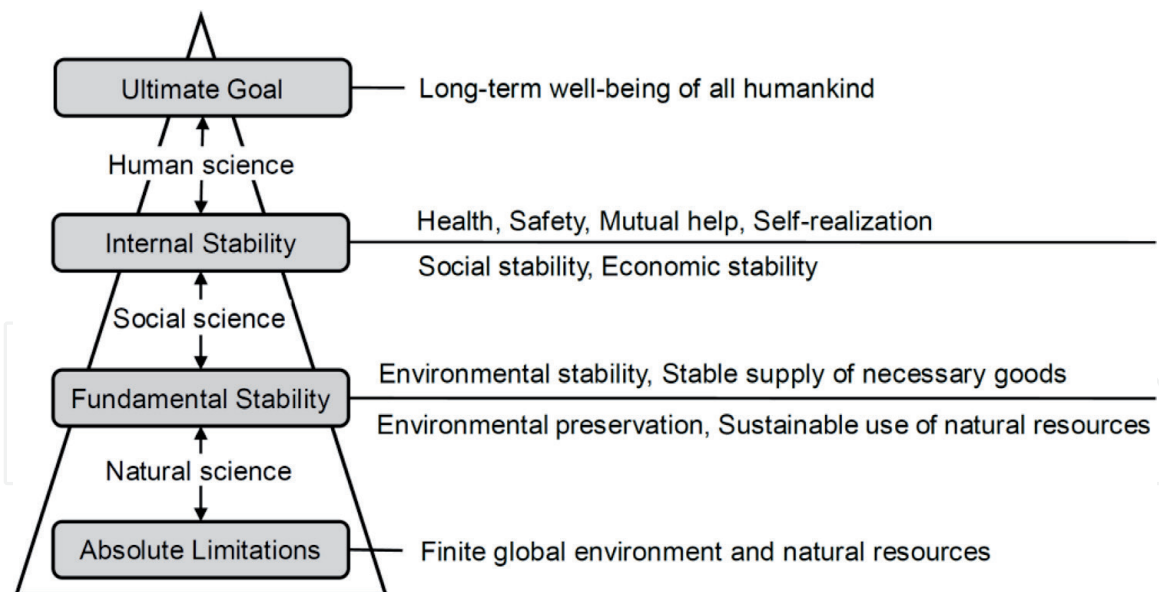 Ultimate Goal
Long-term well-being of all humankind
Human science
Health, Safety, Mutual help, Self-realization
Internal Stability
Social stability, Economic stability
Social science
Environmental stability, Stable supply of necessary goods
Fundamental Stability
Environmental preservation, Sustainable use of natural resources
Natural science
Absolute Limitations
Finite global environment and natural resources